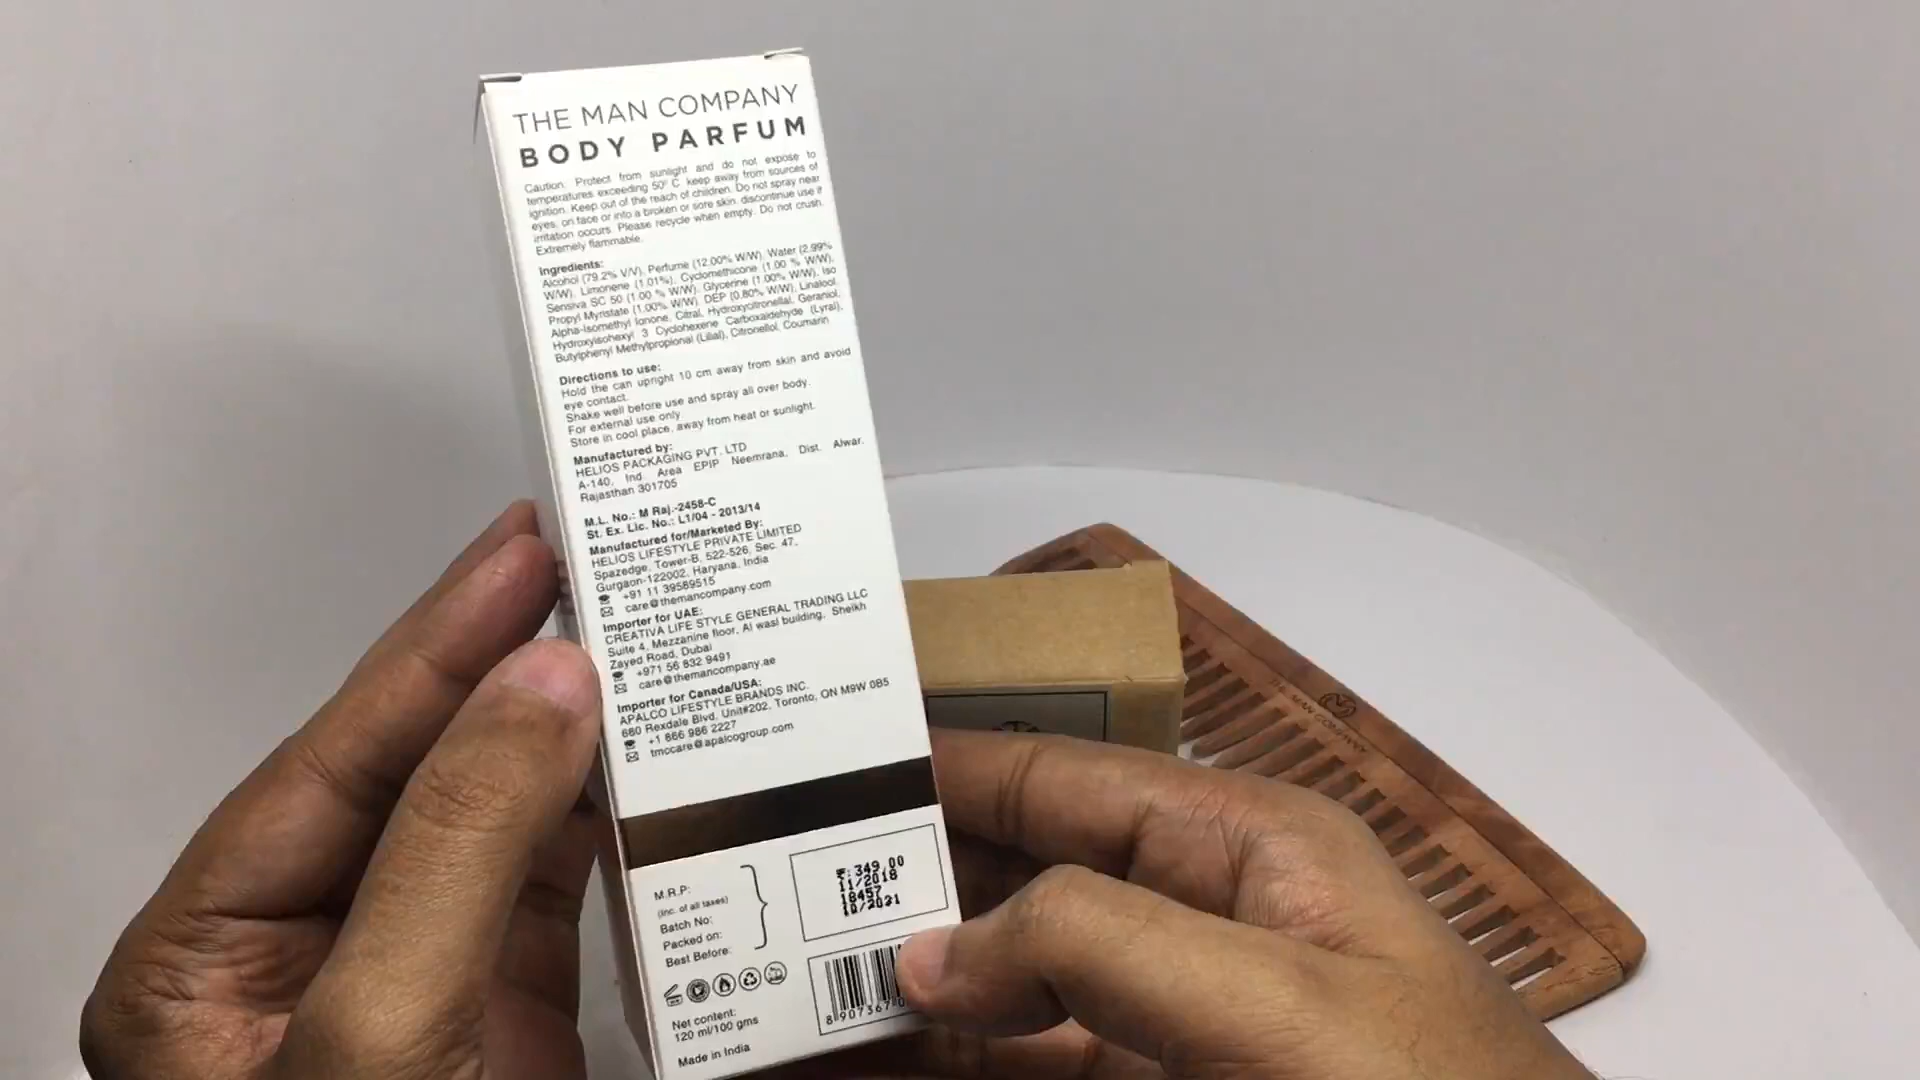 THE MAN COMPANY
BODY PARFUM
Caution: Protect from sunlight and do not expose to
temperatures exceeding 50° C keep away from sources of
ignition. Keep out of the reach of children. Do not spray near
eyes, on face or into a broken or sore skin, discontinue use if
irritation occurs. Please recycle when empty. Do not crush.
Extremely flammable.
Ingredients:
Alcohol (79.2% V/V), Perfume (12.00% W/W), Water (2.99%
W/W), Limonene (1.01%), Cyclomethicone (1.00 % W/W),
Sensiva SC 50 (1.00 % W/W), Glycerine (1.00% W/W), Iso
Propyl Myristate (1.00% W/W), DEP (0.80% W/W), Linalool,
Alpha-Isomethyl Ionone, Citral, Hydroxycitronellal, Geraniol,
Hydroxyisohexyl 3 Cyclohexene Carboxaldehyde (Lyral),
Butylphenyl Methylpropional (Lilial), Citronellol, Coumarin
Directions to use:
Hold the can upright 10 cm away from skin and avoid
eye contact.
Shake well before use and spray all over body.
For external use only.
Store in cool place, away from heat or sunlight.
Manufactured by:
HELIOS PACKAGING PVT. LTD
A-140, Ind. Area EPIP Neemrana, Dist. Alwar.
Rajasthan 301705
M.L. No.: M Raj.-2458-C
St. Ex. Lic. No.: L1/04 - 2013/14
Manufactured for/Marketed By:
HELIOS LIFESTYLE PRIVATE LIMITED
Spazedge, Tower-B, 522-526, Sec. 47,
Gurgaon-122002, Haryana, India
+91 11 39589515
care@themancompany.com
Importer for UAE:
CREATIVA LIFE STYLE GENERAL TRADING LLC
Suite 4, Mezzanine floor, Al wasl building, Sheikh
Zayed Road, Dubai
+971 56 832 9491
care@themancompany.ae
Importer for Canada/USA:
APALCO LIFESTYLE BRANDS INC.
680 Rexdale Blvd, Unit#202, Toronto, ON M9W 0B5
+1 866 986 2227
tmccare@apalcogroup.com
M.R.P:
(Inc. of all taxes)
Batch No:
Packed on:
Best Before:
349.00
11/2018
18457
10/2021
8 907367 0
Net content:
120 ml/100 gms
Made in India
THE MAN COMPANY